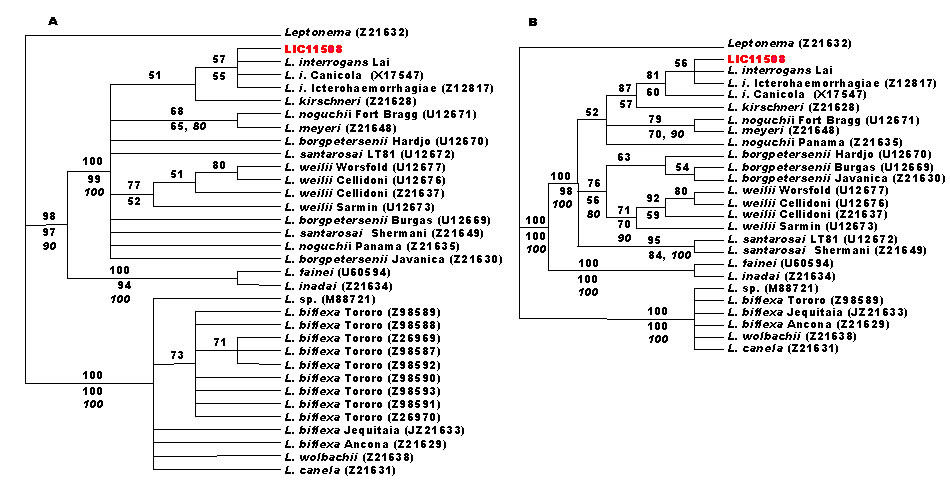 A
Leptonema (Z21632)
LIC11508
L. interrogans Lai
L. i. Canicola (X17547)
L. i. Icterohaemorrhagiae (Z12817)
L. kirschneri (Z21628)
L. noguchii Fort Bragg (U12671)
L. meyeri (Z21648)
L. borgpetersenii Hardjo (U12670)
L. santarosai LT81 (U12672)
L. weilii Worsfold (U12677)
L. weilii Cellidoni (U12676)
L. weilii Cellidoni (Z21637)
L. weilii Sarmin (U12673)
L. borgpetersenii Burgas (U12669)
L. santarosai Shermani (Z21649)
L. noguchii Panama (Z21635)
L. borgpetersenii Javanica (Z21630)
L. fainei (U60594)
L. inadai (Z21634)
L. sp. (M88721)
L. biflexa Tororo (Z98589)
L. biflexa Tororo (Z98588)
L. biflexa Tororo (Z26969)
L. biflexa Tororo (Z98587)
L. biflexa Tororo (Z98592)
L. biflexa Tororo (Z98590)
L. biflexa Tororo (Z98593)
L. biflexa Tororo (Z98591)
L. biflexa Tororo (Z26970)
L. biflexa Jequitaia (JZ21633)
L. biflexa Ancona (Z21629)
L. wolbachii (Z21638)
L. canela (Z21631)
57
51
55
68
65, 80
100
99
100
80
51
77
52
98
97
90
100
94
100
71
73
100
100
100
B
Leptonema (Z21632)
LIC11508
L. interrogans Lai
L. i. Icterohaemorrhagiae (Z12817)
L. i. Canicola (X17547)
L. kirschneri (Z21628)
L. noguchii Fort Bragg (U12671)
L. meyeri (Z21648)
L. noguchii Panama (Z21635)
L. borgpetersenii Hardjo (U12670)
L. borgpetersenii Burgas (U12669)
L. borgpetersenii Javanica (Z21630)
L. weilii Worsfold (U12677)
L. weilii Cellidoni (U12676)
L. weilii Cellidoni (Z21637)
L. weilii Sarmin (U12673)
L. santarosai LT81 (U12672)
L. santarosai Shermani (Z21649)
L. fainei (U60594)
L. inadai (Z21634)
L. sp. (M88721)
L. biflexa Tororo (Z98589)
L. biflexa Jequitaia (JZ21633)
L. biflexa Ancona (Z21629)
L. wolbachii (Z21638)
L. canela (Z21631)
56
81
87
60
57
52
79
70, 90
63
54
100
98
100
76
56
80
80
92
59
71
70
90
95
84, 100
100
100
100
100
100
100
100
100
100